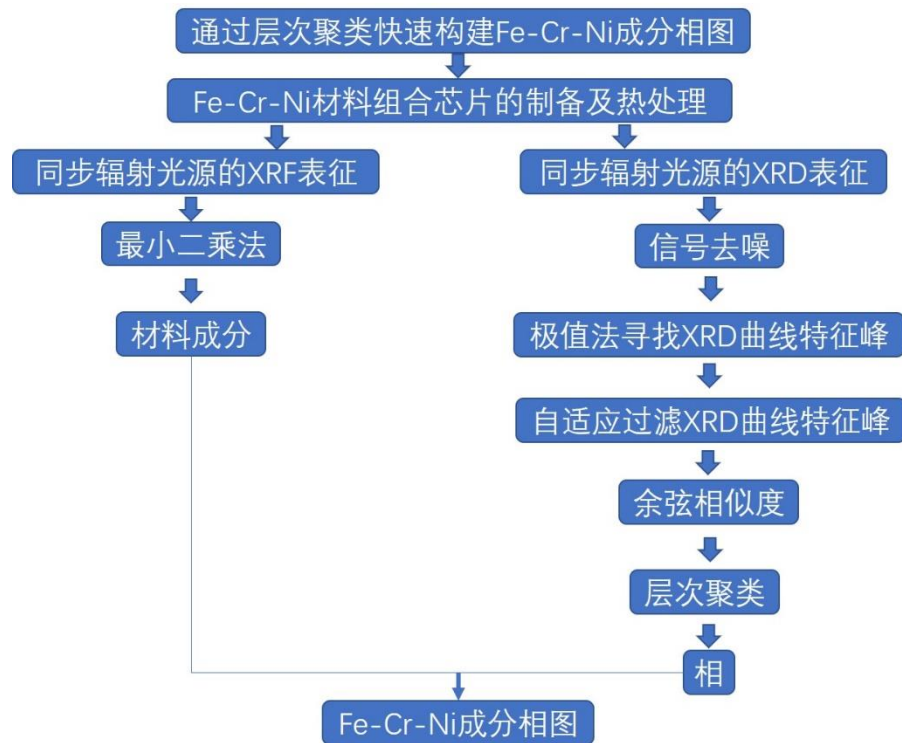 通过层次聚类快速构建Fe-Cr-Ni成分相图
Fe-Cr-Ni材料组合芯片的制备及热处理
同步辐射光源的XRF表征
同步辐射光源的XRD表征
最小二乘法
信号去噪
材料成分
极值法寻找XRD曲线特征峰
自适应过滤XRD曲线特征峰
余弦相似度
层次聚类
相
Fe-Cr-Ni成分相图